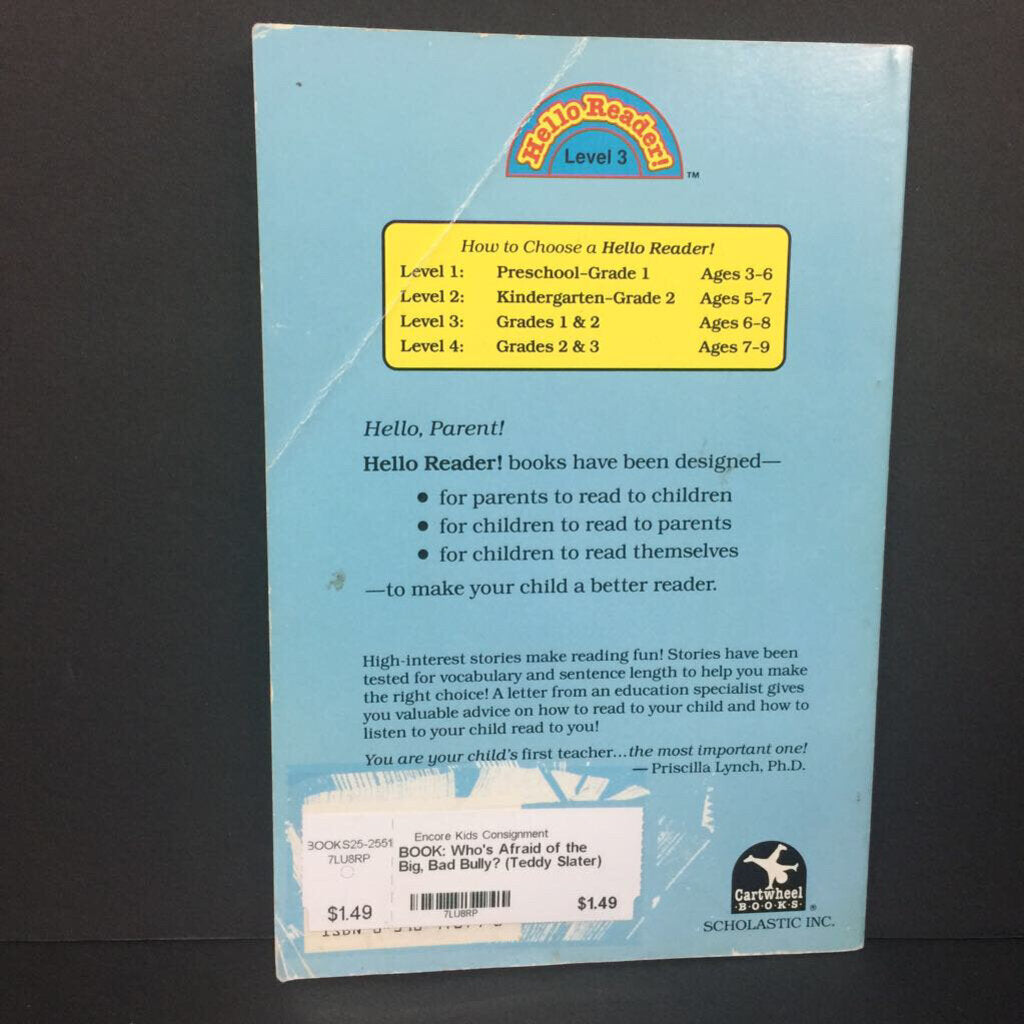 Hello Reader!
Level 3
TM
How to Choose a Hello Reader!
Level 1: Preschool-Grade 1 Ages 3-6
Level 2: Kindergarten-Grade 2 Ages 5-7
Level 3: Grades 1 & 2 Ages 6-8
Level 4: Grades 2 & 3 Ages 7-9
Hello, Parent!
Hello Reader! books have been designed—
● for parents to read to children
● for children to read to parents
● for children to read themselves
—to make your child a better reader.
High-interest stories make reading fun! Stories have been
tested for vocabulary and sentence length to help you make
the right choice! A letter from an education specialist gives
you valuable advice on how to read to your child and how to
listen to your child read to you!
You are your child's first teacher...the most important one!
— Priscilla Lynch, Ph.D.
BOOKS25-2551
7LU8RP
$1.49
Encore Kids Consignment
BOOK: Who's Afraid of the
Big, Bad Bully? (Teddy Slater)
7LU8RP
$1.49
ISBN
Cartwheel
·B·O·O·K·S·
®
SCHOLASTIC INC.